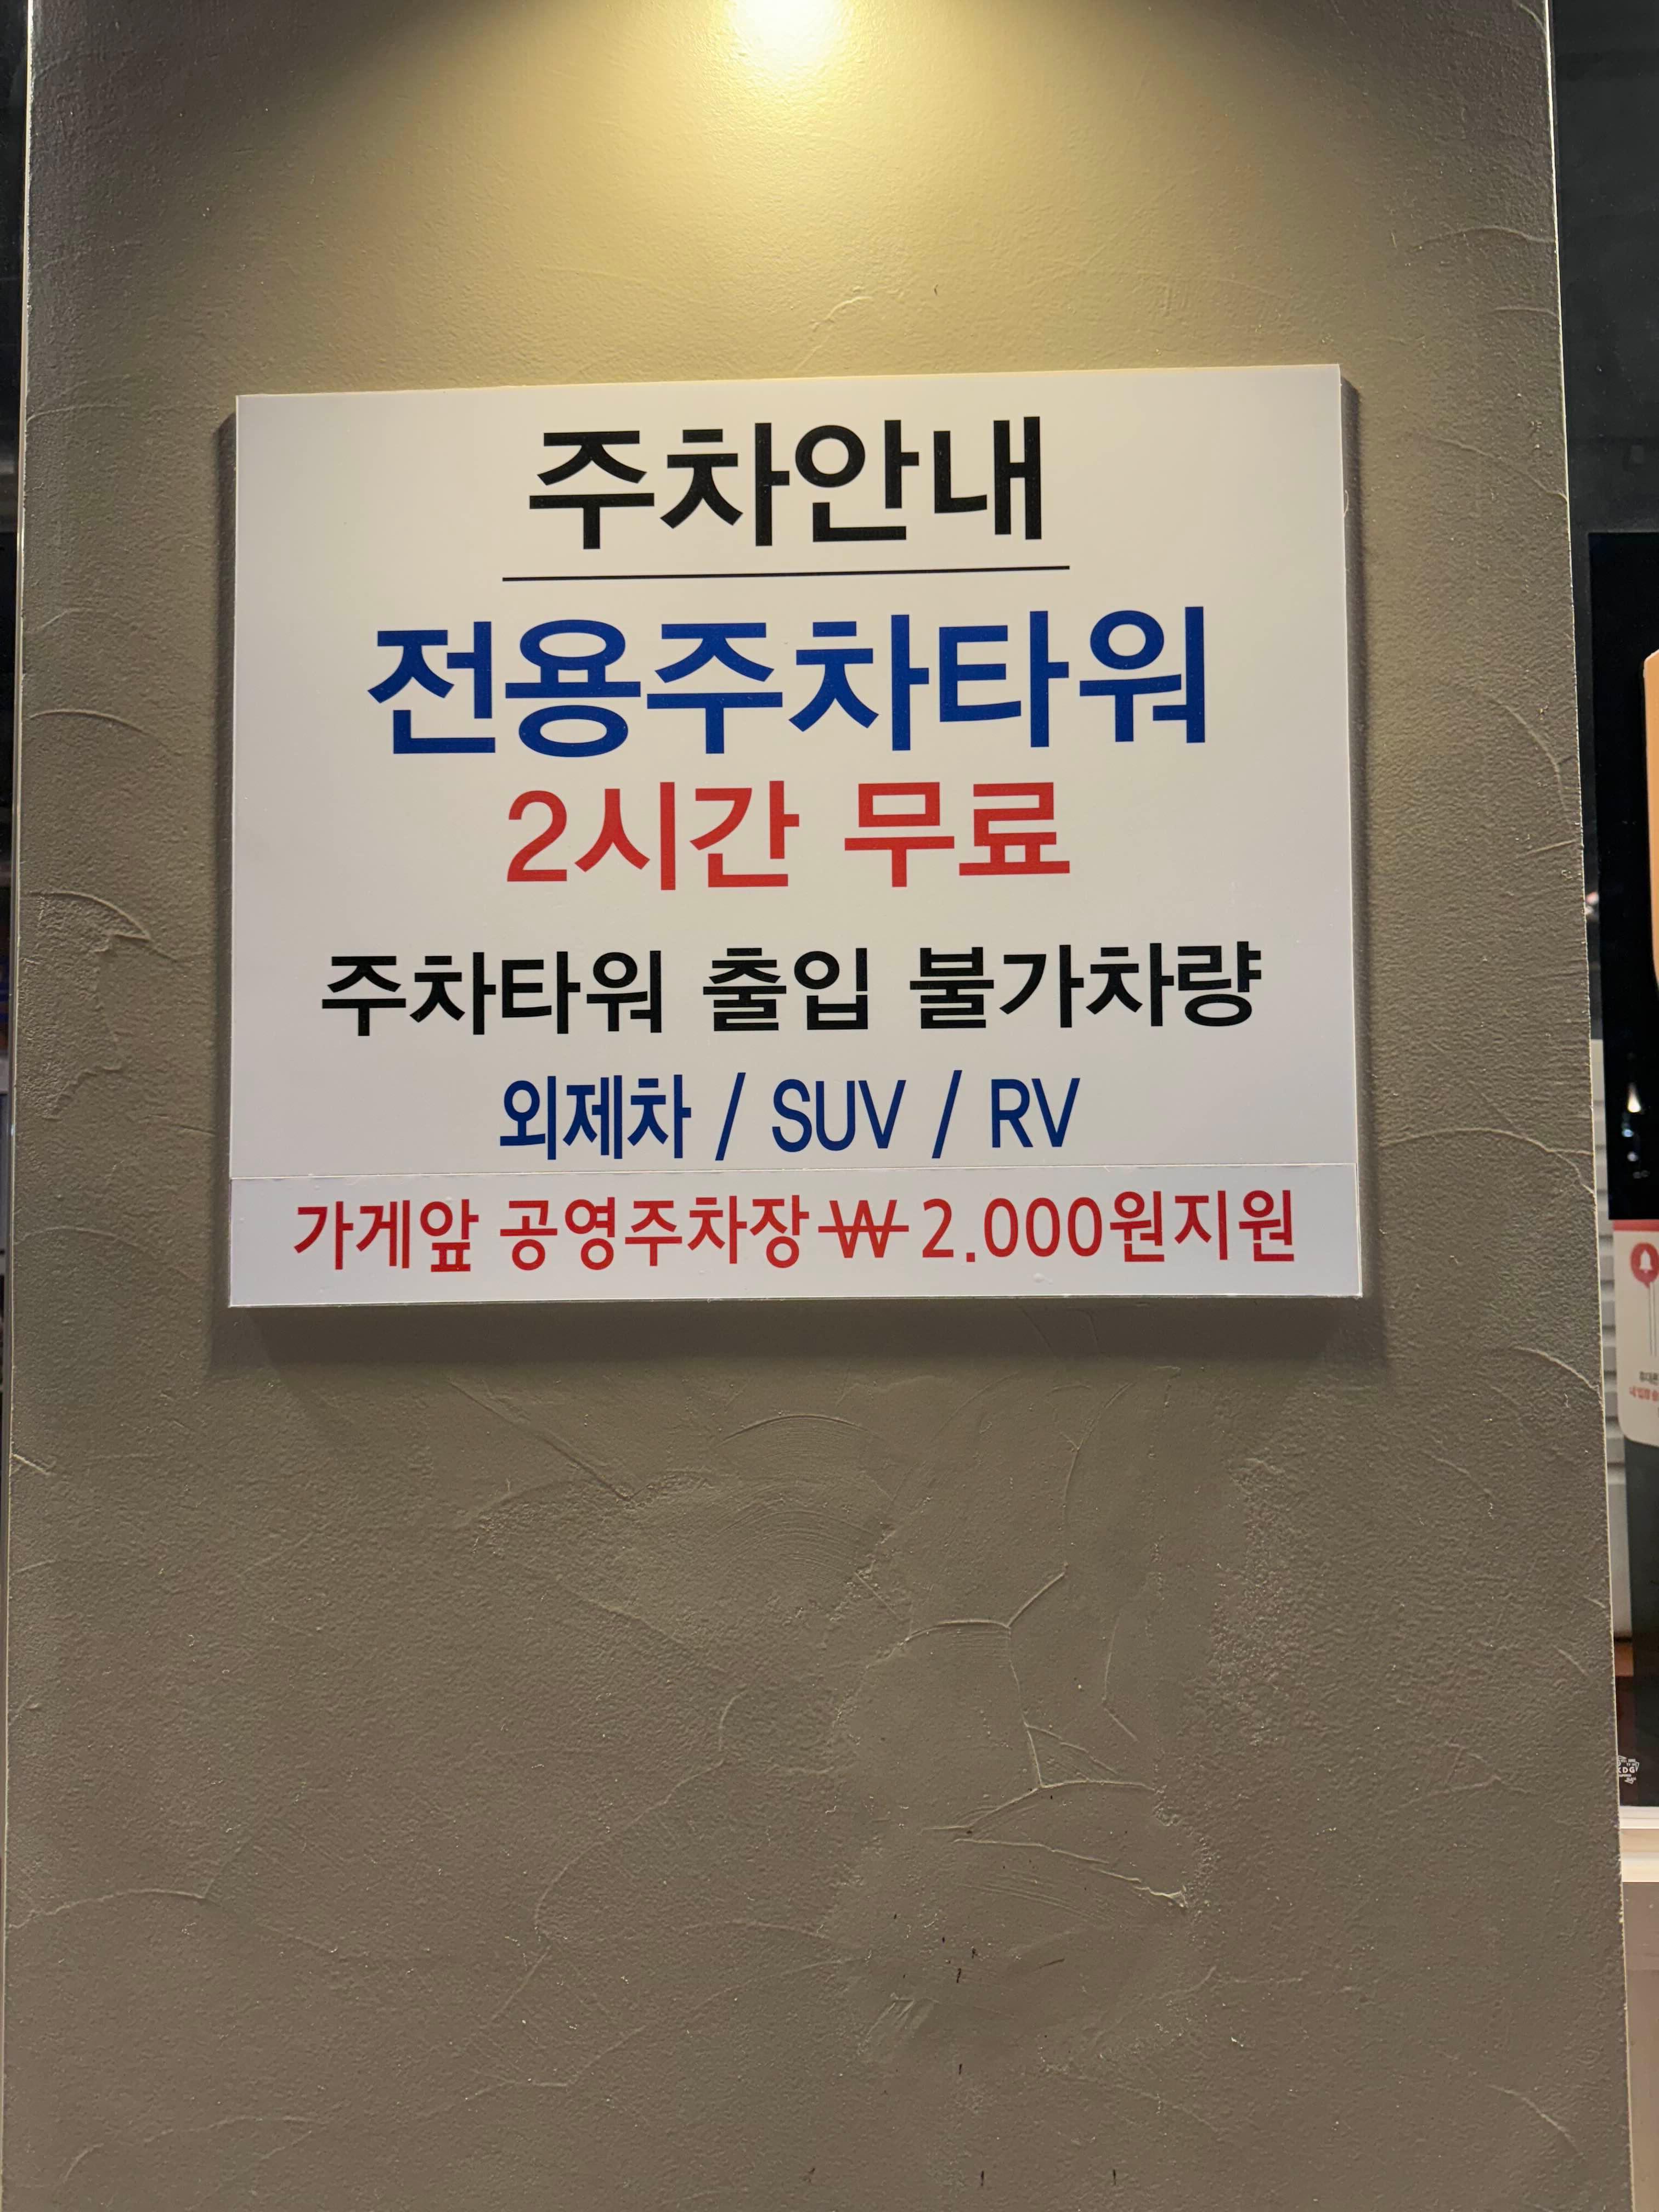 주차안내
전용주차타워
2시간 무료
주차타워 출입 불가차량
외제차 / SUV / RV
가게앞 공영주차장 ₩ 2.000원지원